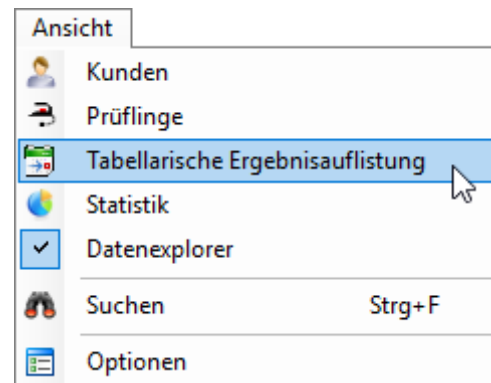 Ansicht
Kunden
Prüflinge
Tabellarische Ergebnisauflistung
Statistik
Datenexplorer
Suchen Strg+F
Optionen